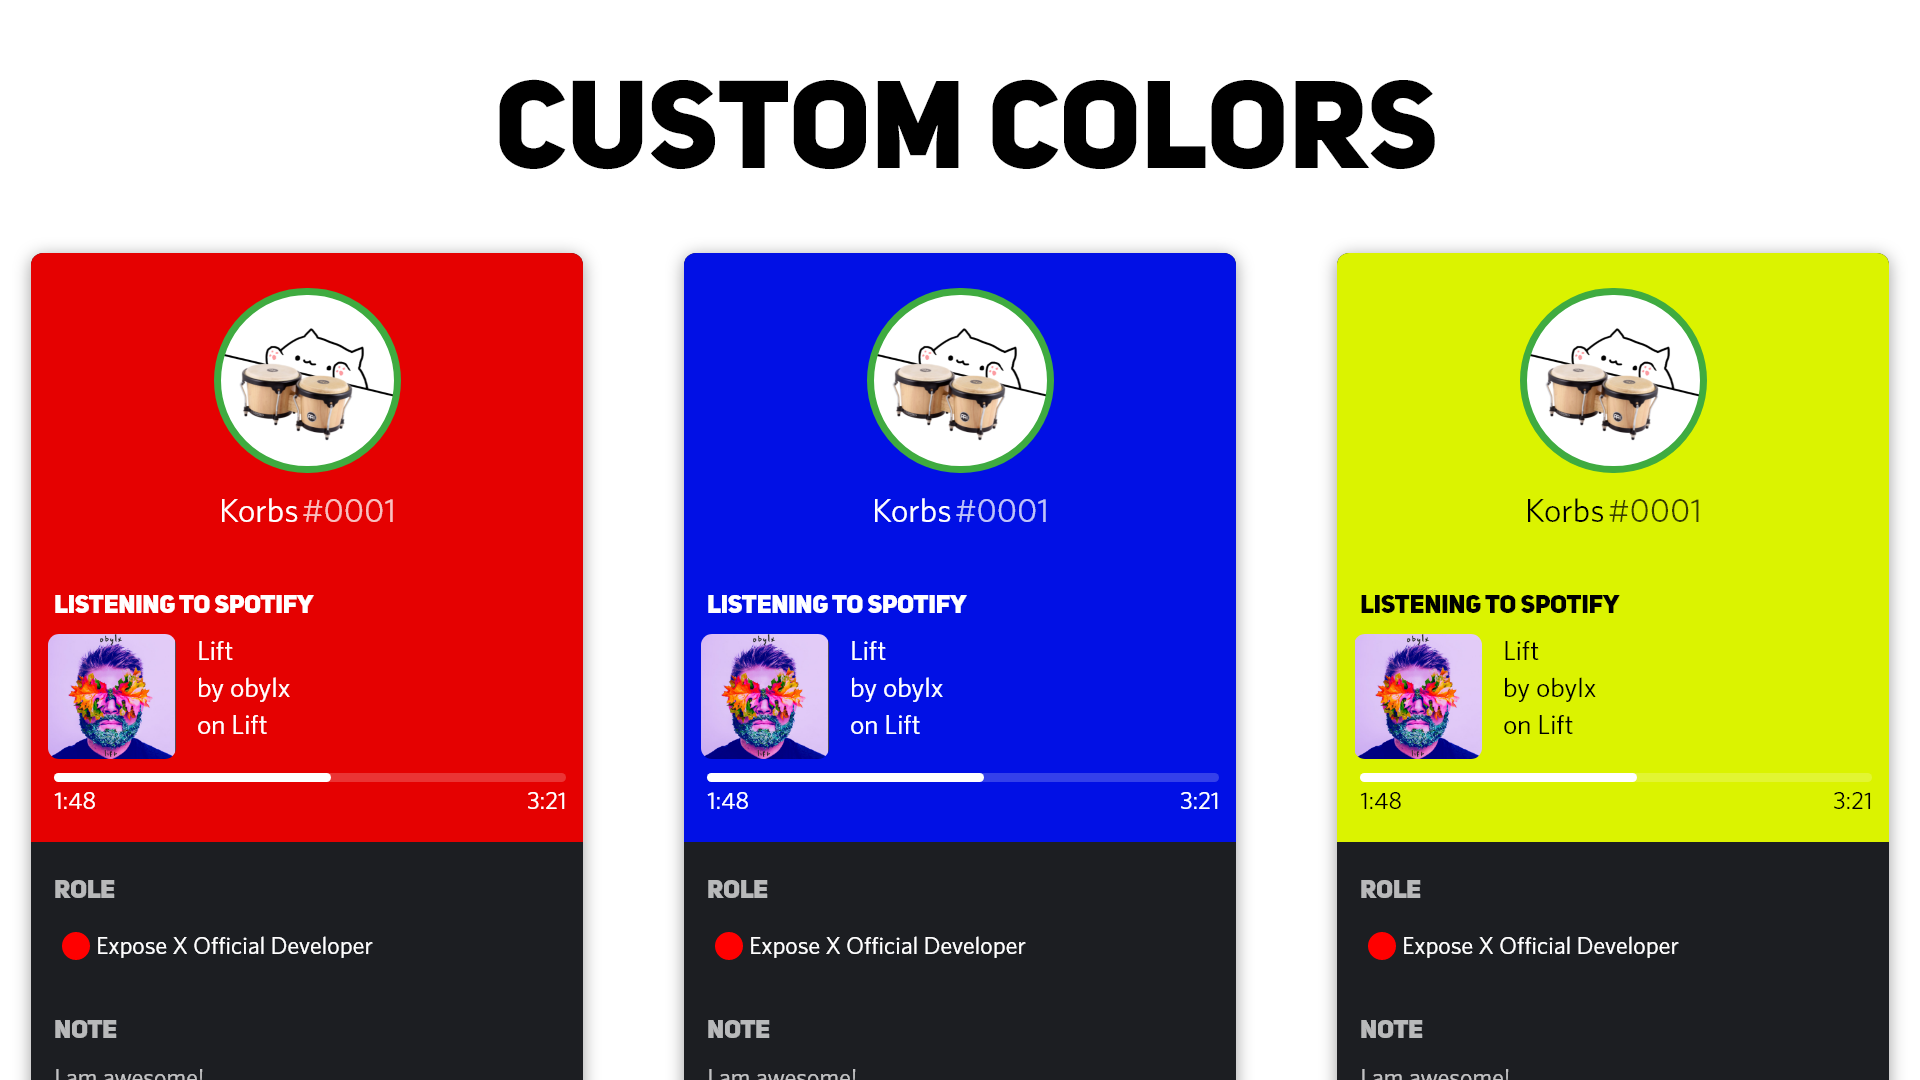 CUSTOM COLORS
Korbs #0001
LISTENING TO SPOTIFY
obylx
Lift
by obylx
on Lift
lift
1:48 3:21
ROLE
Expose X Official Developer
NOTE
I am awesome!
Korbs #0001
LISTENING TO SPOTIFY
obylx
Lift
by obylx
on Lift
lift
1:48 3:21
ROLE
Expose X Official Developer
NOTE
I am awesome!
Korbs #0001
LISTENING TO SPOTIFY
obylx
Lift
by obylx
on Lift
lift
1:48 3:21
ROLE
Expose X Official Developer
NOTE
I am awesome!